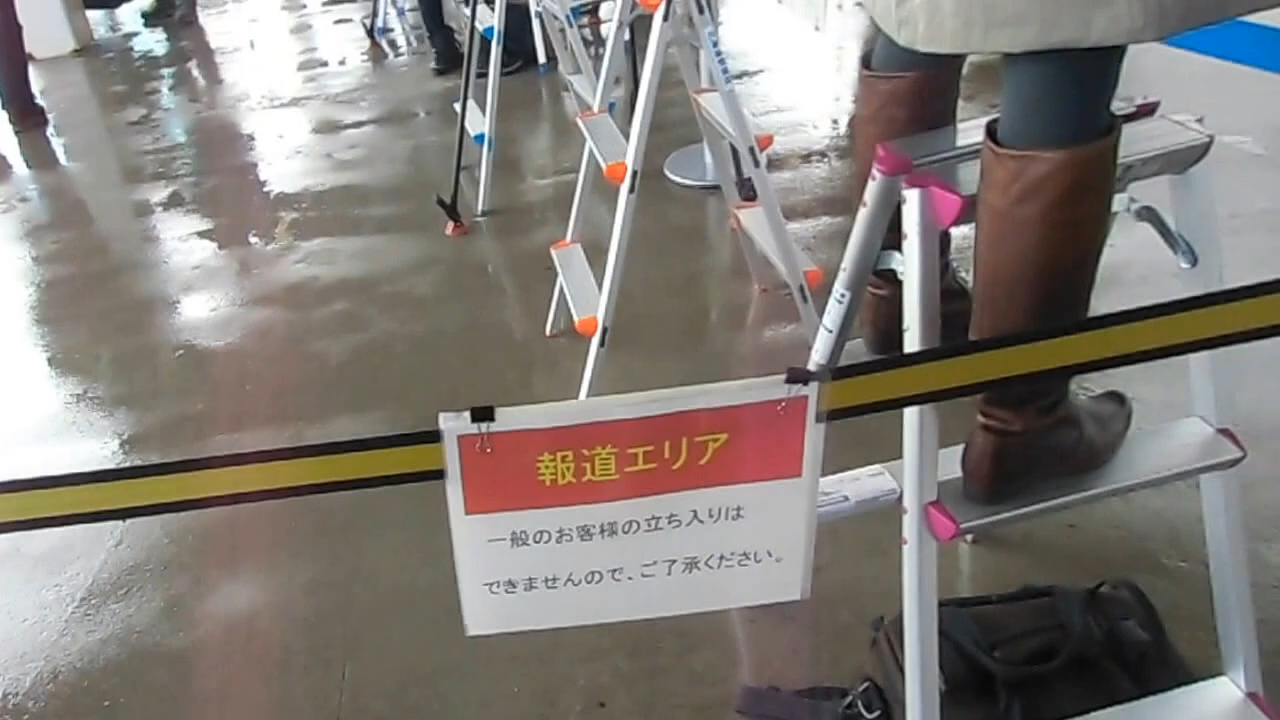 報道エリア
一般のお客様の立ち入りは
できませんので、ご了承ください。